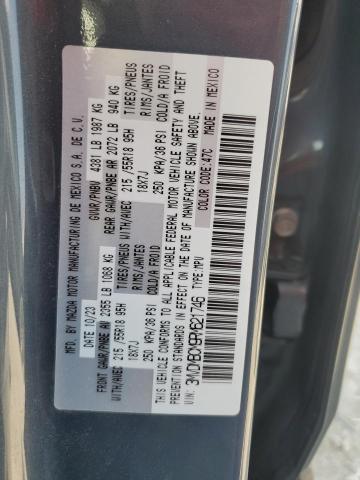 MFD. BY MAZDA MOTOR MANUFACTURING DE MEXICO S.A. DE C.V.
10/23 GVWR/PNBV 4381 LB 1987 KG
FRONT GAWR/PNBE AV 2355 LB 1068 KG REAR GAWR/PNBE AR 2072 LB 940 KG
WITH/AVEC 215 /55R18 95H TIRES/PNEUS WITH/AVEC 215 /55R18 95H TIRES/PNEUS
18X7J RIMS/JANTES 18X7J RIMS/JANTES
250 KPA/36 PSI COLD/A FROID 250 KPA/36 PSI COLD/A FROID
THIS VEHICLE CONFORMS TO ALL APPLICABLE FEDERAL MOTOR VEHICLE SAFETY AND THEFT
PREVENTION STANDARDS IN EFFECT ON THE DATE OF MANUFACTURE SHOWN ABOVE.
VIN: TYPE:MPV COLOR CODE:47C MADE IN MEXICO